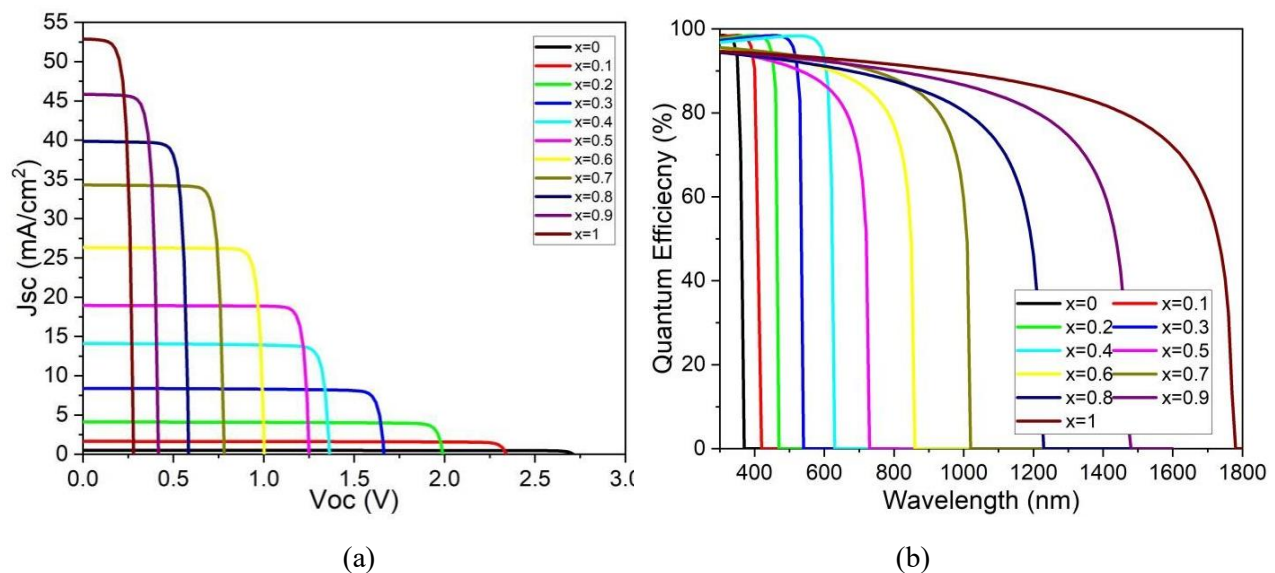 55
50
45
40
35
30
25
20
15
10
5
0
Jsc (mA/cm²)
0.0 0.5 1.0 1.5 2.0 2.5 3.0
Voc (V)
x=0
x=0.1
x=0.2
x=0.3
x=0.4
x=0.5
x=0.6
x=0.7
x=0.8
x=0.9
x=1
(a)
100
80
60
40
20
0
Quantum Efficiecny (%)
400 600 800 1000 1200 1400 1600 1800
Wavelength (nm)
x=0 x=0.1
x=0.2 x=0.3
x=0.4 x=0.5
x=0.6 x=0.7
x=0.8 x=0.9
x=1
(b)